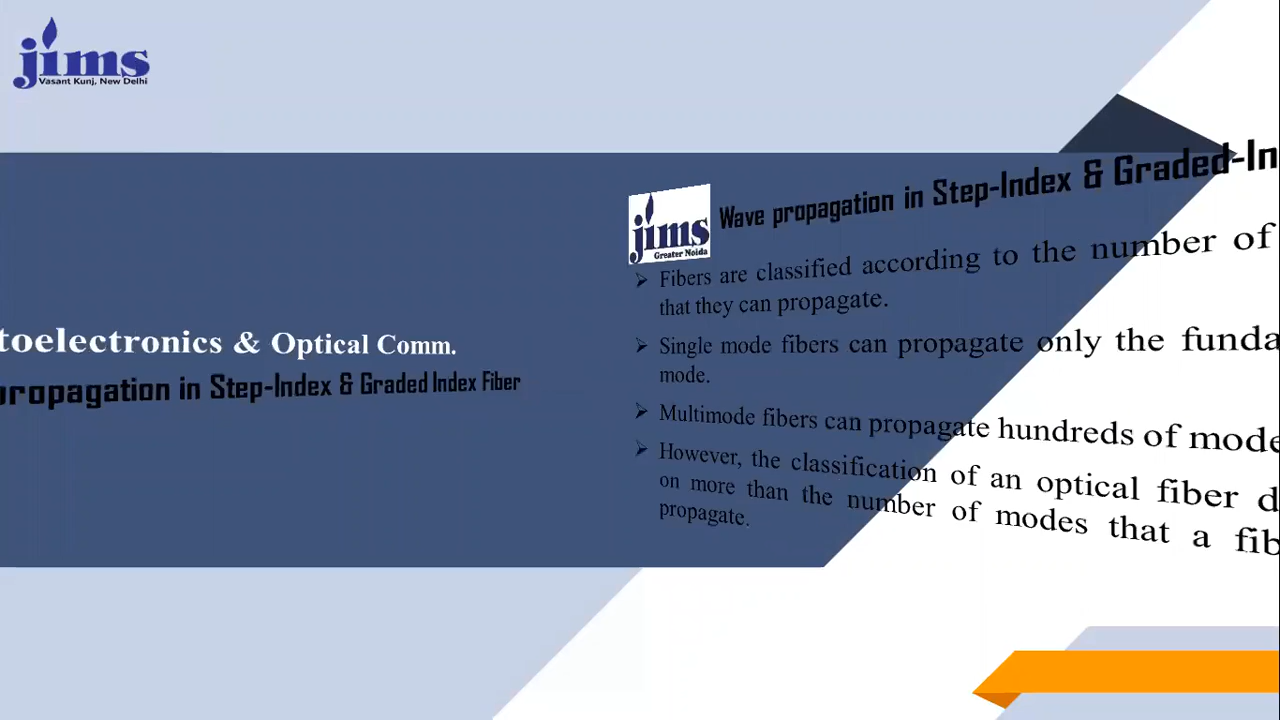 jims
Vasant Kunj, New Delhi
toelectronics & Optical Comm.
propagation in Step-Index & Graded Index Fiber
jims
Greater Noida
Wave propagation in Step-Index & Graded-In
➢ Fibers are classified according to the number of
that they can propagate.
➢ Single mode fibers can propagate only the funda
mode.
➢ Multimode fibers can propagate hundreds of mode
➢ However, the classification of an optical fiber d
on more than the number of modes that a fib
propagate.